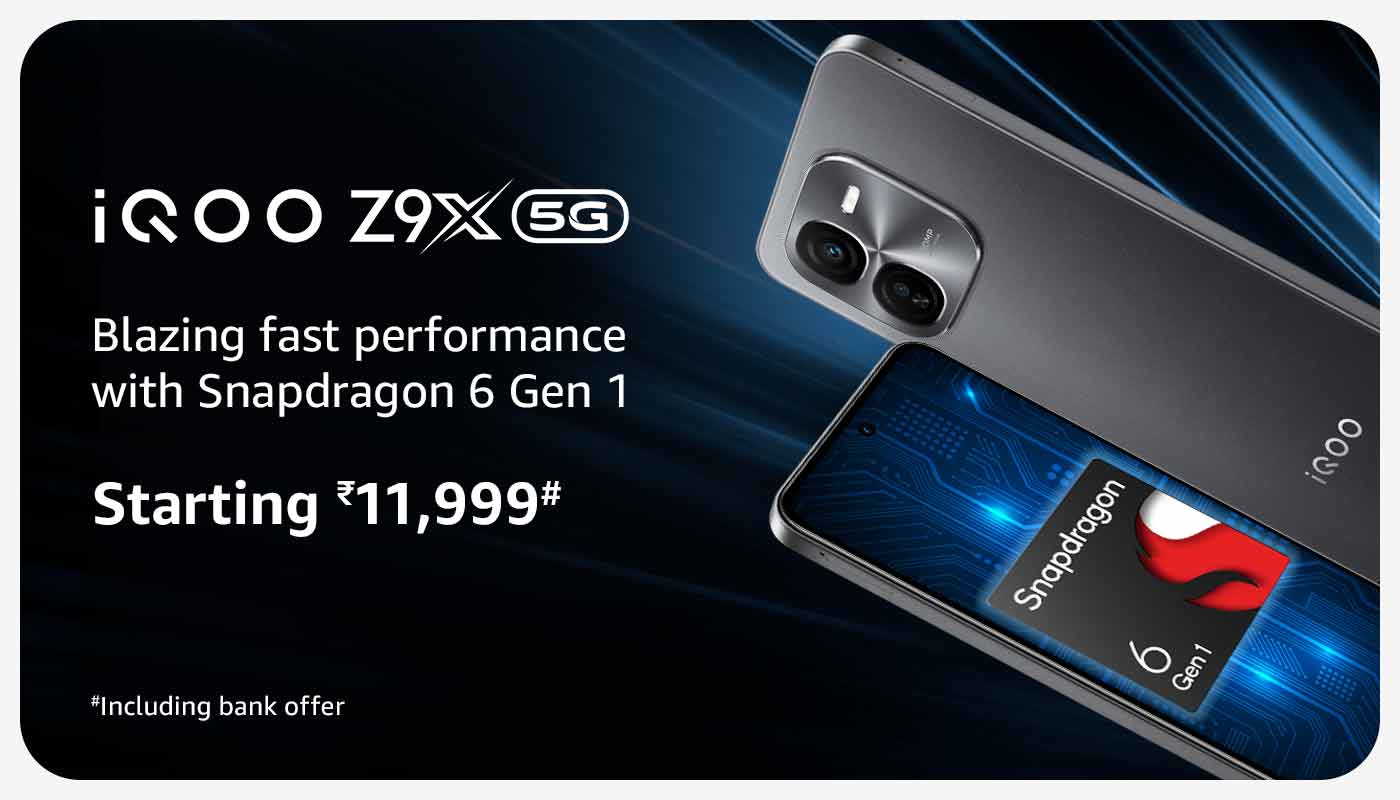 iQOO Z9X 5G
Blazing fast performance
with Snapdragon 6 Gen 1
Starting ₹11,999#
#Including bank offer
iQOO
Snapdragon
6
Gen 1